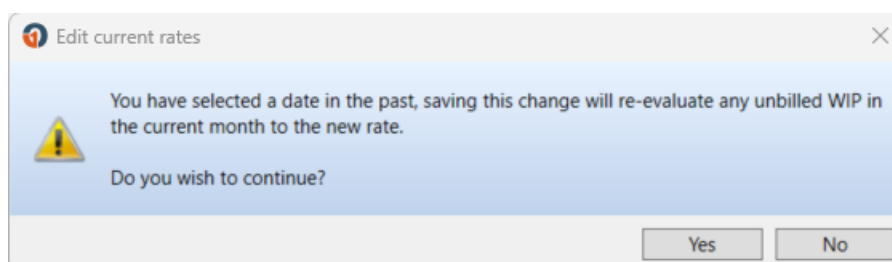 Edit current rates
You have selected a date in the past, saving this change will re-evaluate any unbilled WIP in
the current month to the new rate.
Do you wish to continue?
Yes
No